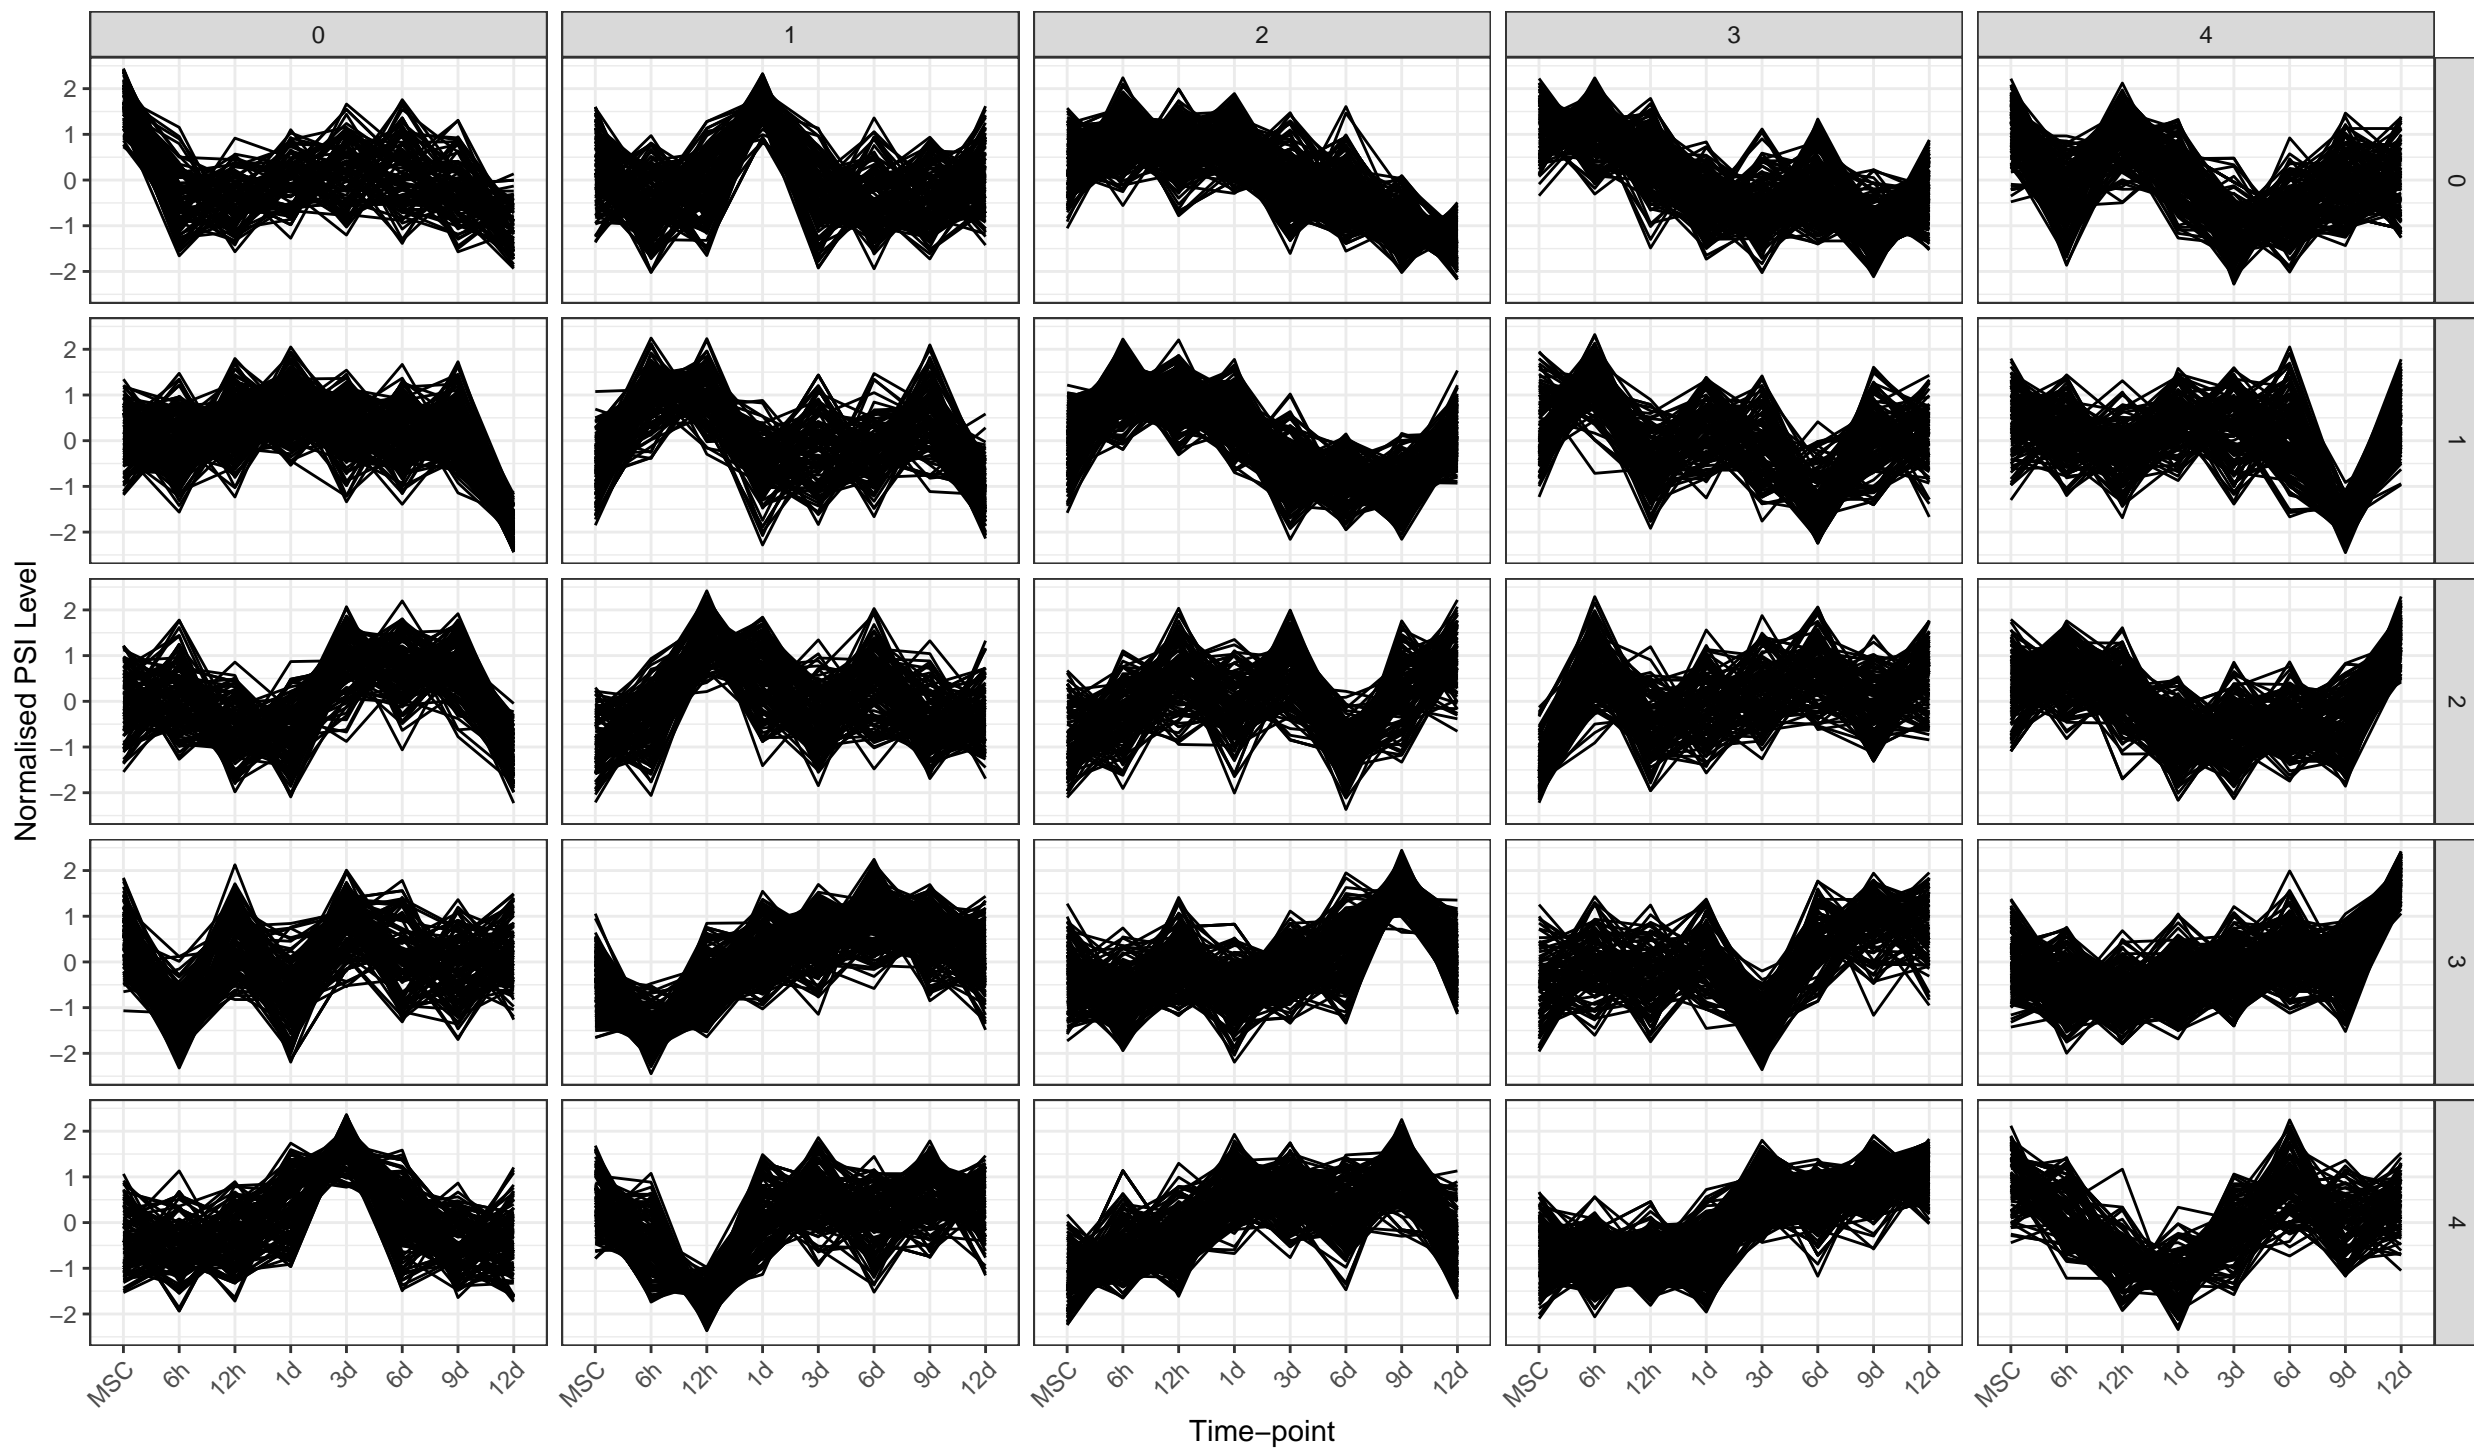 0 1 2 3 4
2 1 0 −1 −2 0
2 1 0 −1 −2 1
2 1 0 −1 −2 2
2 1 0 −1 −2 3
2 1 0 −1 −2 4
Normalised PSI Level
MSC 6h 12h 1d 3d 6d 9d 12d MSC 6h 12h 1d 3d 6d 9d 12d MSC 6h 12h 1d 3d 6d 9d 12d MSC 6h 12h 1d 3d 6d 9d 12d MSC 6h 12h 1d 3d 6d 9d 12d
Time−point